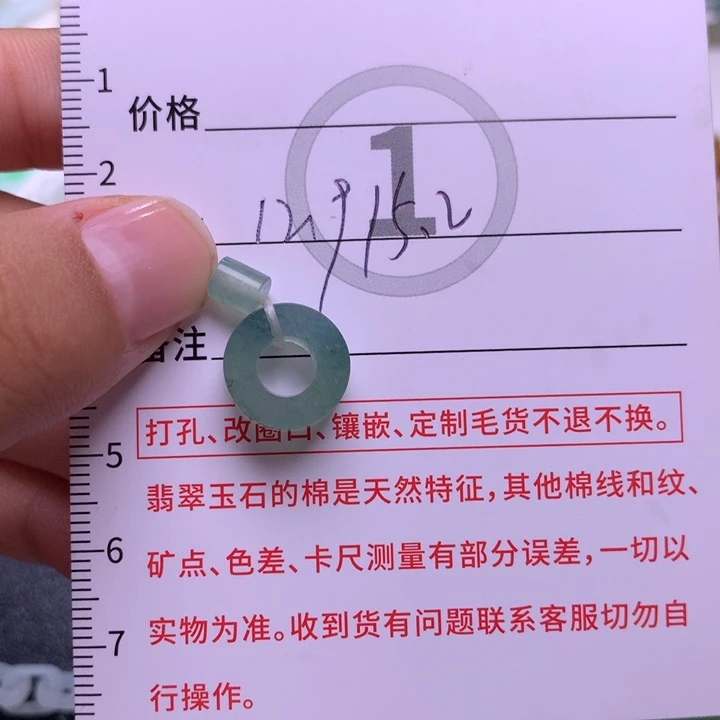 1
价格
1
2
15.2
备注
打孔、改圈口、镶嵌、定制毛货不退不换。
5
翡翠玉石的棉是天然特征,其他棉线和纹、
6
矿点、色差、卡尺测量有部分误差,一切以
实物为准。收到货有问题联系客服切勿自
7
行操作。